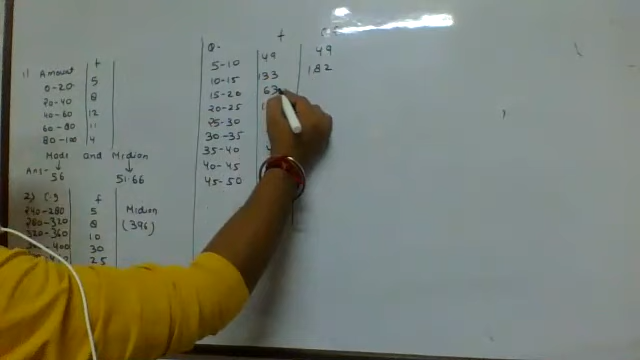 1) Amount f
0-20 5
20-40 8
40-60 12
60-80 11
80-100 4
Mode and Median
Ans- 56 51.66
2) C.I f
240-280 5
280-320 8 Median
320-360 10 (396)
-400 30
25
Q. f C.F
5-10 49 49
10-15 133 182
15-20 63
20-25
25-30
30-35
35-40
40-45
45-50